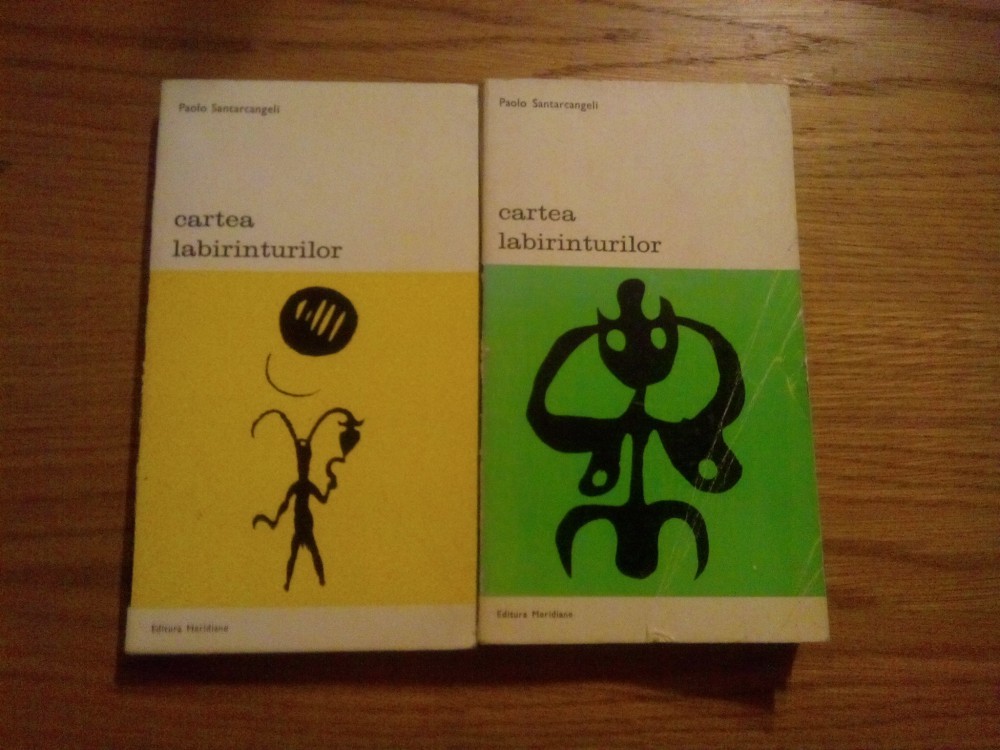 Paolo Santarcangeli
cartea
labirinturilor
Editura Meridiane
Paolo Santarcangeli
cartea
labirinturilor
Editura Meridiane